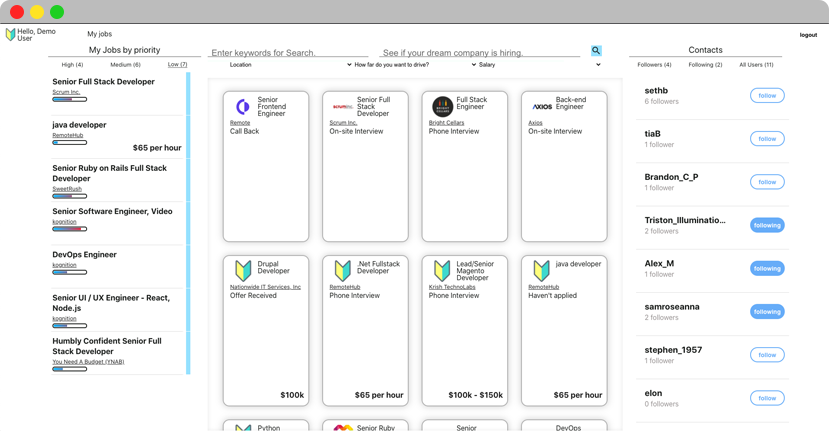 Hello, Demo
User
My Jobs
logout
My Jobs by priority
High (4)
Medium (6)
Low (7)
Senior Full Stack Developer
Scrum Inc.
java developer
RemoteHub
$65 per hour
Senior Ruby on Rails Full Stack
Developer
SweetRush
Senior Software Engineer, Video
kognition
DevOps Engineer
kognition
Senior UI / UX Engineer - React,
Node.js
kognition
Humbly Confident Senior Full
Stack Developer
You Need A Budget (YNAB)
Enter keywords for Search.
See if your dream company is hiring.
Location
How far do you want to drive?
Salary
Senior
Frontend
Engineer
Remote
Call Back
Senior Full
Stack
Developer
Scrum Inc.
On-site Interview
Full Stack
Engineer
BRIGHT
CELLARS
Bright Cellars
Phone Interview
AXIOS
Back-end
Engineer
Axios
On-site Interview
Drupal
Developer
Nationwide IT Services, Inc
Offer Received
$100k
.Net Fullstack
Developer
RemoteHub
Phone Interview
$65 per hour
Lead/Senior
Magento
Developer
Krish TechnoLabs
Phone Interview
$100k - $150k
java developer
RemoteHub
Haven't applied
$65 per hour
Python
Senior Ruby
Senior
DevOps
Contacts
Followers (4)
Following (2)
All Users (11)
sethb
6 followers
follow
tiaB
1 follower
follow
Brandon_C_P
1 follower
follow
Triston_Illuminatio...
2 followers
following
Alex_M
1 follower
following
samroseanna
2 followers
following
stephen_1957
1 follower
follow
elon
0 followers
follow